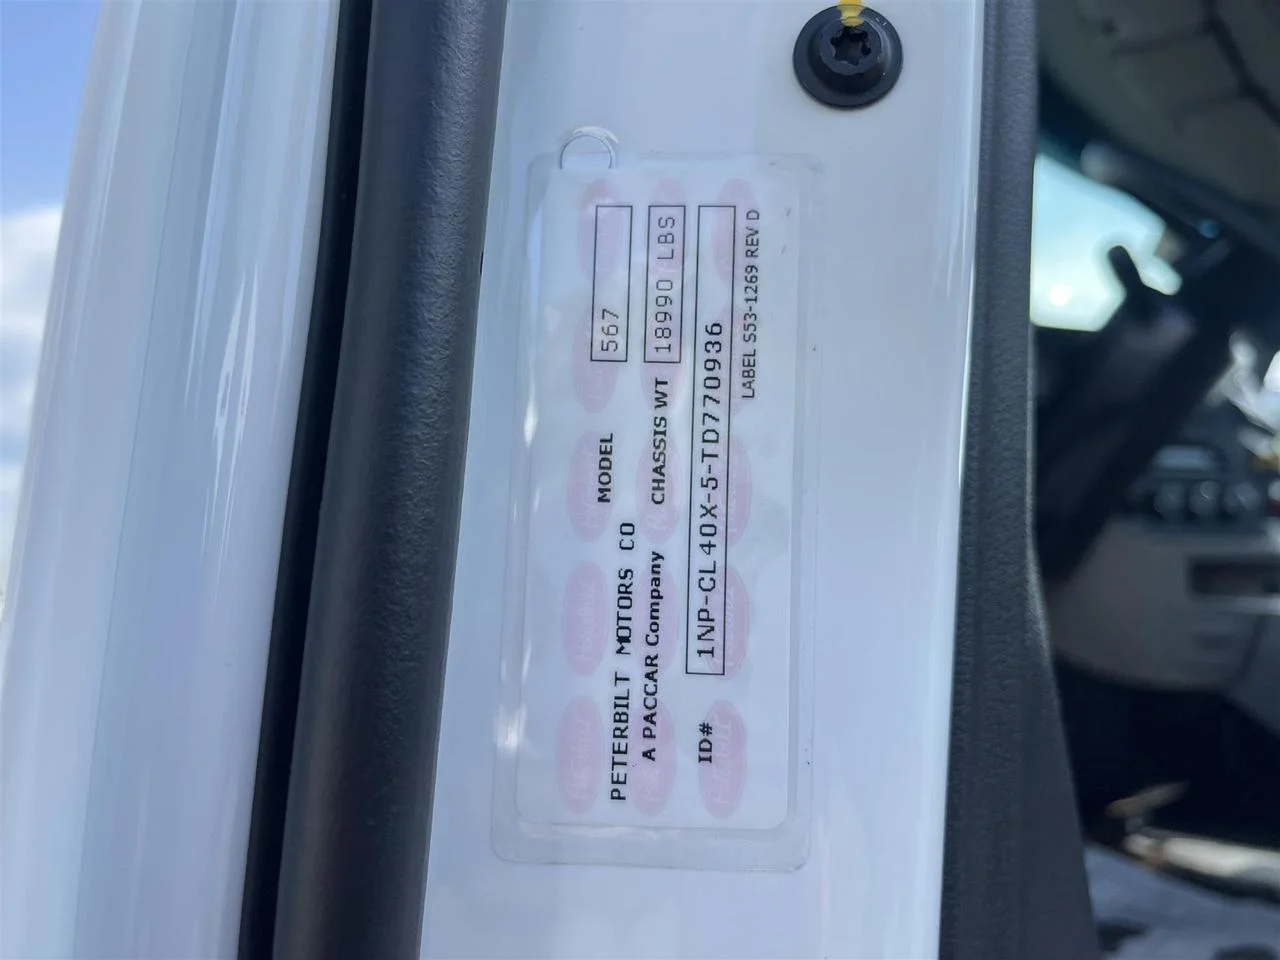 MODEL 567
PETERBILT MOTORS CO
A PACCAR Company CHASSIS WT 18990 LBS
ID# 1NP-CL40X-5-TD770936
LABEL S53-1269 REV D
Peterbilt